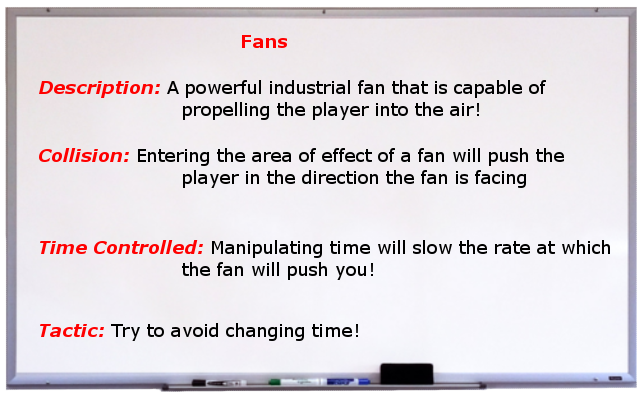 Fans
Description: A powerful industrial fan that is capable of
propelling the player into the air!
Collision: Entering the area of effect of a fan will push the
player in the direction the fan is facing
Time Controlled: Manipulating time will slow the rate at which
the fan will push you!
Tactic: Try to avoid changing time!